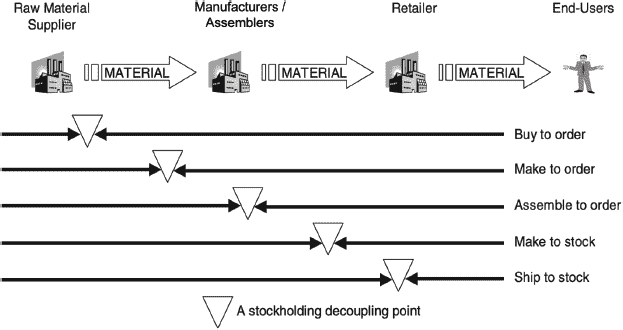 Raw Material
Supplier
Manufacturers /
Assemblers
Retailer
End-Users
MATERIAL
MATERIAL
MATERIAL
Buy to order
Make to order
Assemble to order
Make to stock
Ship to stock
A stockholding decoupling point